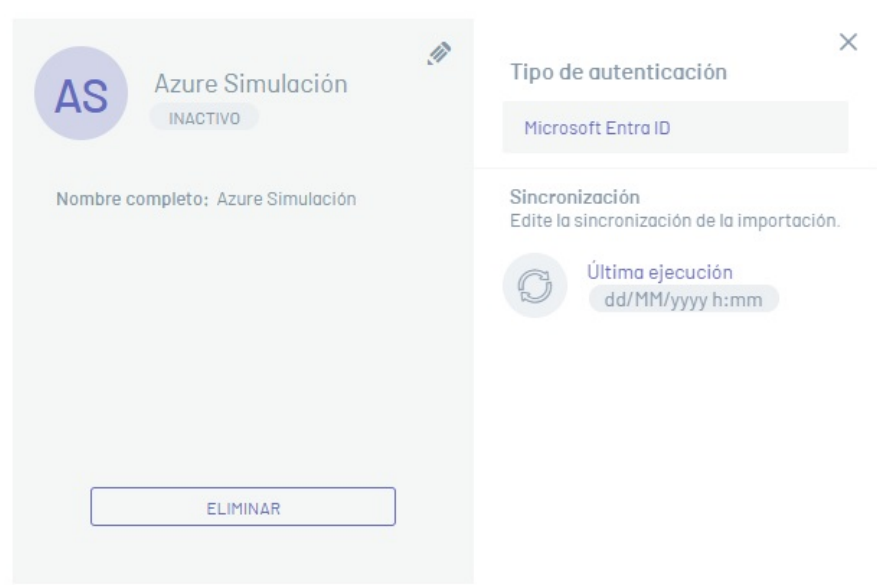 AS
Azure Simulación
INACTIVO
Nombre completo: Azure Simulación
ELIMINAR
Tipo de autenticación
Microsoft Entra ID
Sincronización
Edite la sincronización de la importación.
Última ejecución
dd/MM/yyyy h:mm